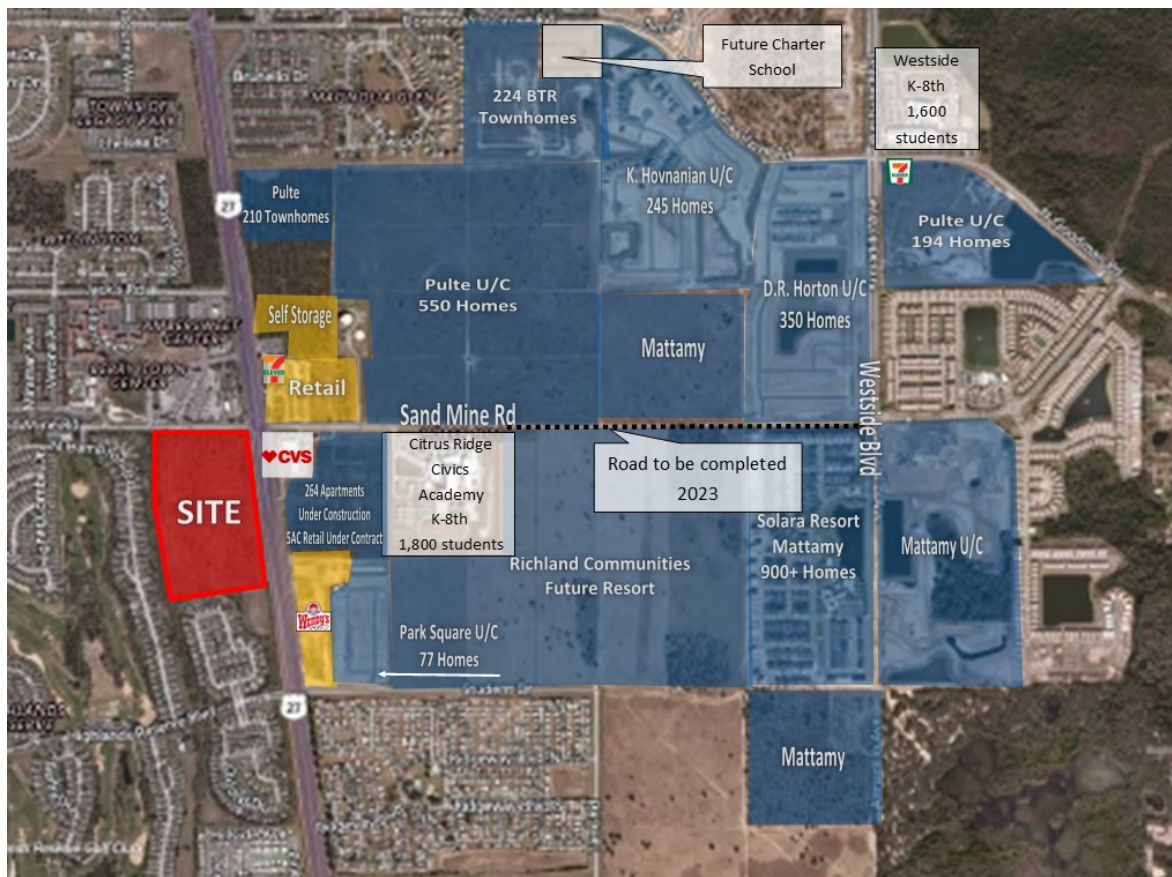 Future Charter
School
Westside
K-8th
1,600
students
224 BTR
Townhomes
Pulte
210 Townhomes
27
K. Hovnanian U/C
245 Homes
Pulte U/C
194 Homes
Pulte U/C
550 Homes
D.R. Horton U/C
350 Homes
Self Storage
Mattamy
7
ELEVEN
Retail
Sand Mine Rd
Westside Blvd
CVS
Citrus Ridge
Civics
Academy
K-8th
1,800 students
Road to be completed
2023
SITE
264 Apartments
Under Construction
5AC Retail Under Contract
Solara Resort
Mattamy
900+ Homes
Mattamy U/C
Richland Communities
Future Resort
Wendy's
Park Square U/C
77 Homes
27
Mattamy